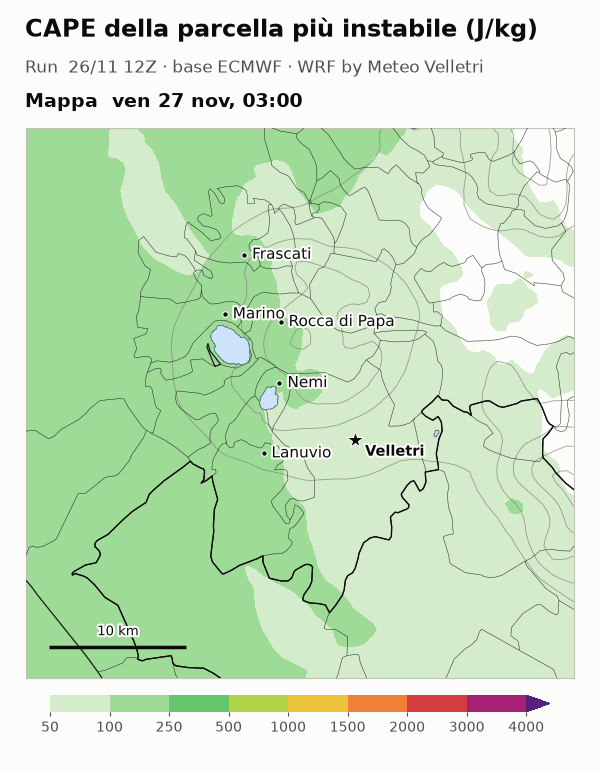 CAPE della parcella più instabile (J/kg)
Run  26/11 12Z · base ECMWF · WRF by Meteo Velletri
Mappa  ven 27 nov, 03:00
Frascati
Marino
Rocca di Papa
Nemi
Velletri
Lanuvio
10 km
50 100 250 500 1000 1500 2000 3000 4000